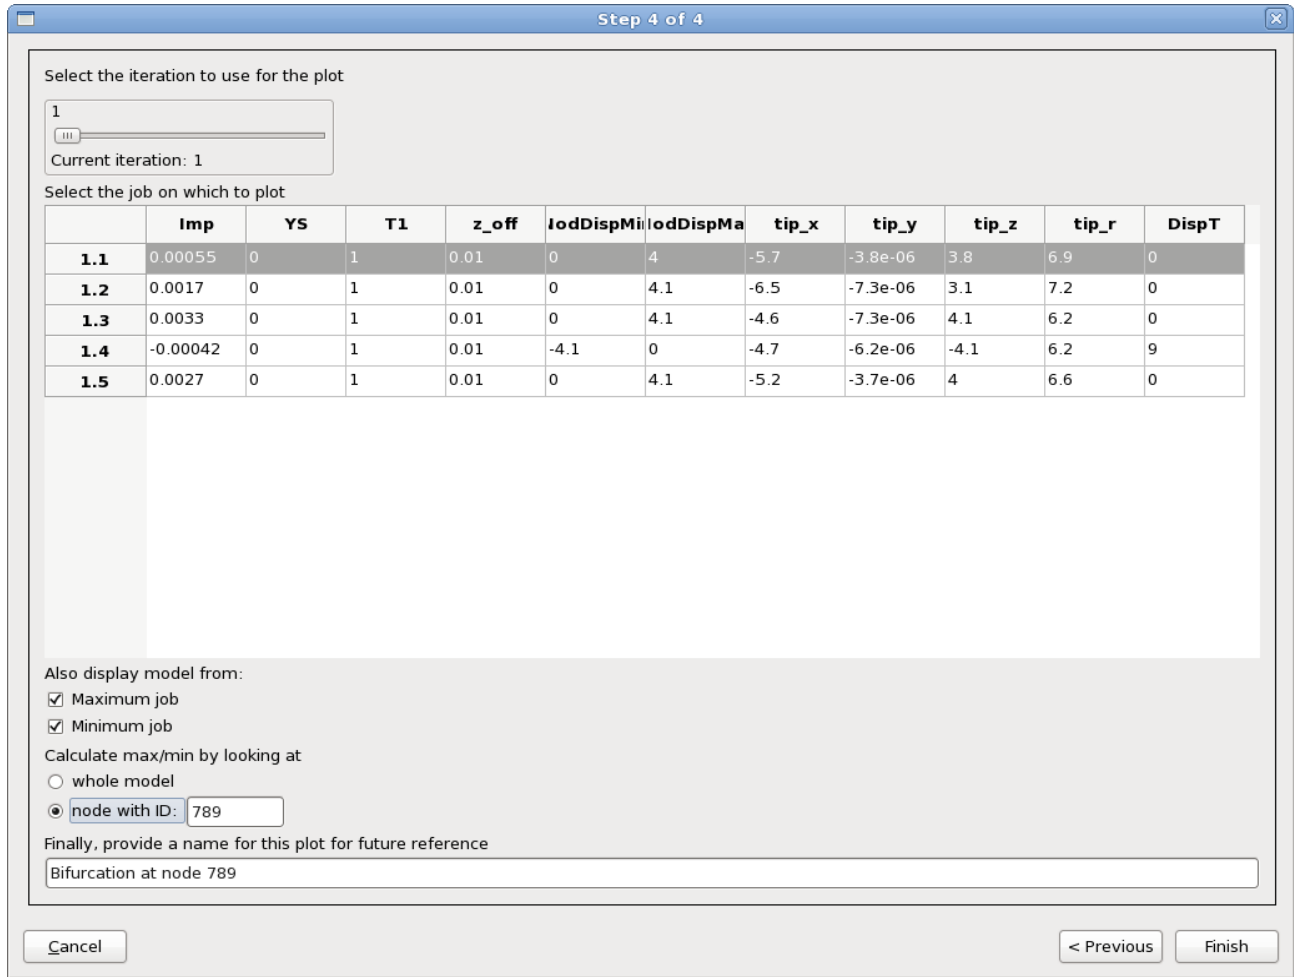 Step 4 of 4
Select the iteration to use for the plot
1
Current iteration: 1
Select the job on which to plot
Imp YS T1 z_off NodDispMin NodDispMa tip_x tip_y tip_z tip_r DispT
1.1 0.00055 0 1 0.01 0 4 -5.7 -3.8e-06 3.8 6.9 0
1.2 0.0017 0 1 0.01 0 4.1 -6.5 -7.3e-06 3.1 7.2 0
1.3 0.0033 0 1 0.01 0 4.1 -4.6 -7.3e-06 4.1 6.2 0
1.4 -0.00042 0 1 0.01 -4.1 0 -4.7 -6.2e-06 -4.1 6.2 9
1.5 0.0027 0 1 0.01 0 4.1 -5.2 -3.7e-06 4 6.6 0
Also display model from:
Maximum job
Minimum job
Calculate max/min by looking at
whole model
node with ID: 789
Finally, provide a name for this plot for future reference
Bifurcation at node 789
Cancel < Previous Finish